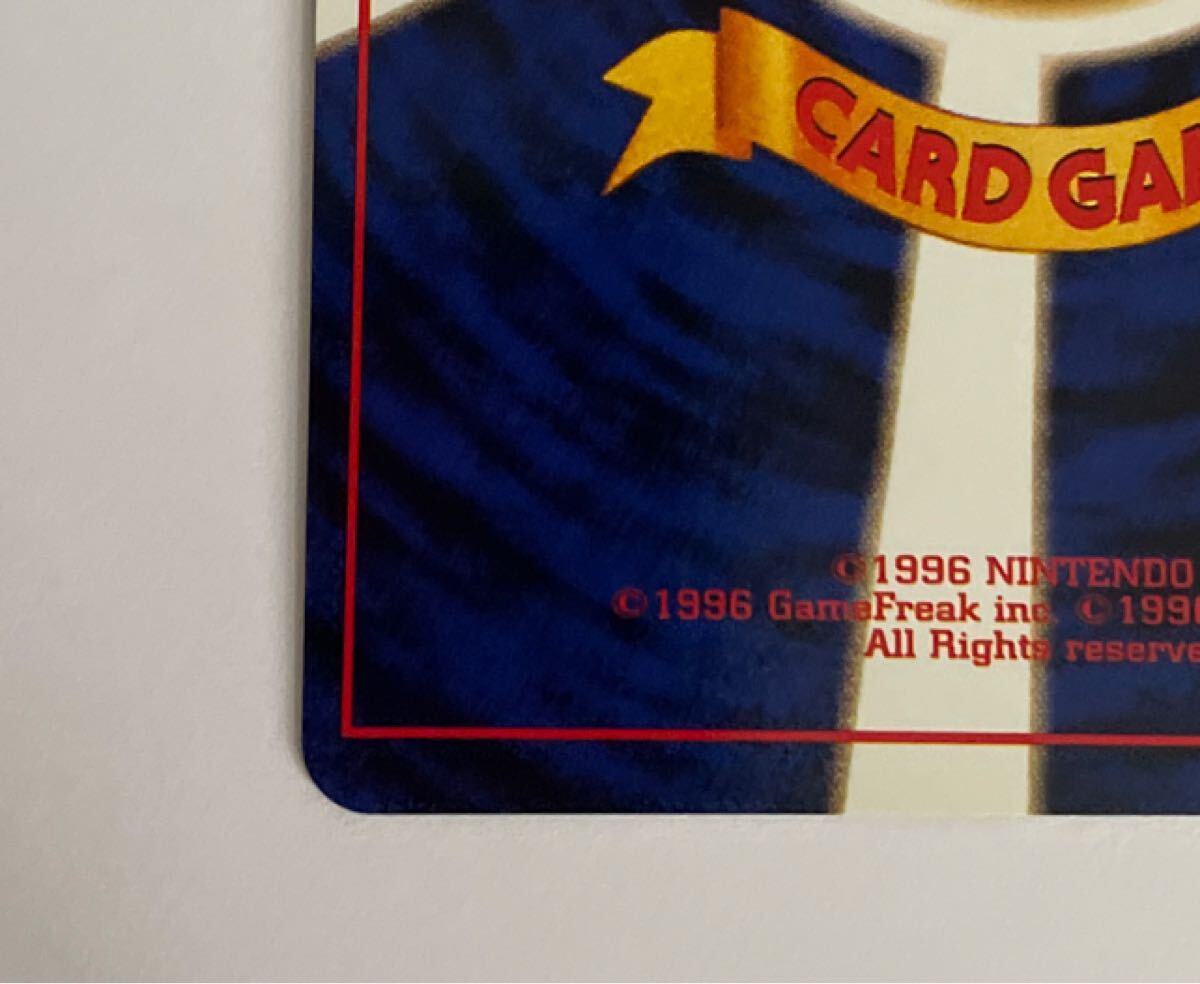 CARD GA
©1996 NINTENDO
©1996 GameFreak inc. ©199
All Rights reserve